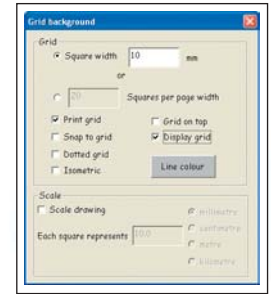 Grid background
Grid
Square width 10 mm
or
20 Squares per page width
Print grid Grid on top
Snap to grid Display grid
Dotted grid
Isometric Line colour
Scale
Scale drawing
Each square represents 10.0
millimetre
centimetre
metre
kilometre